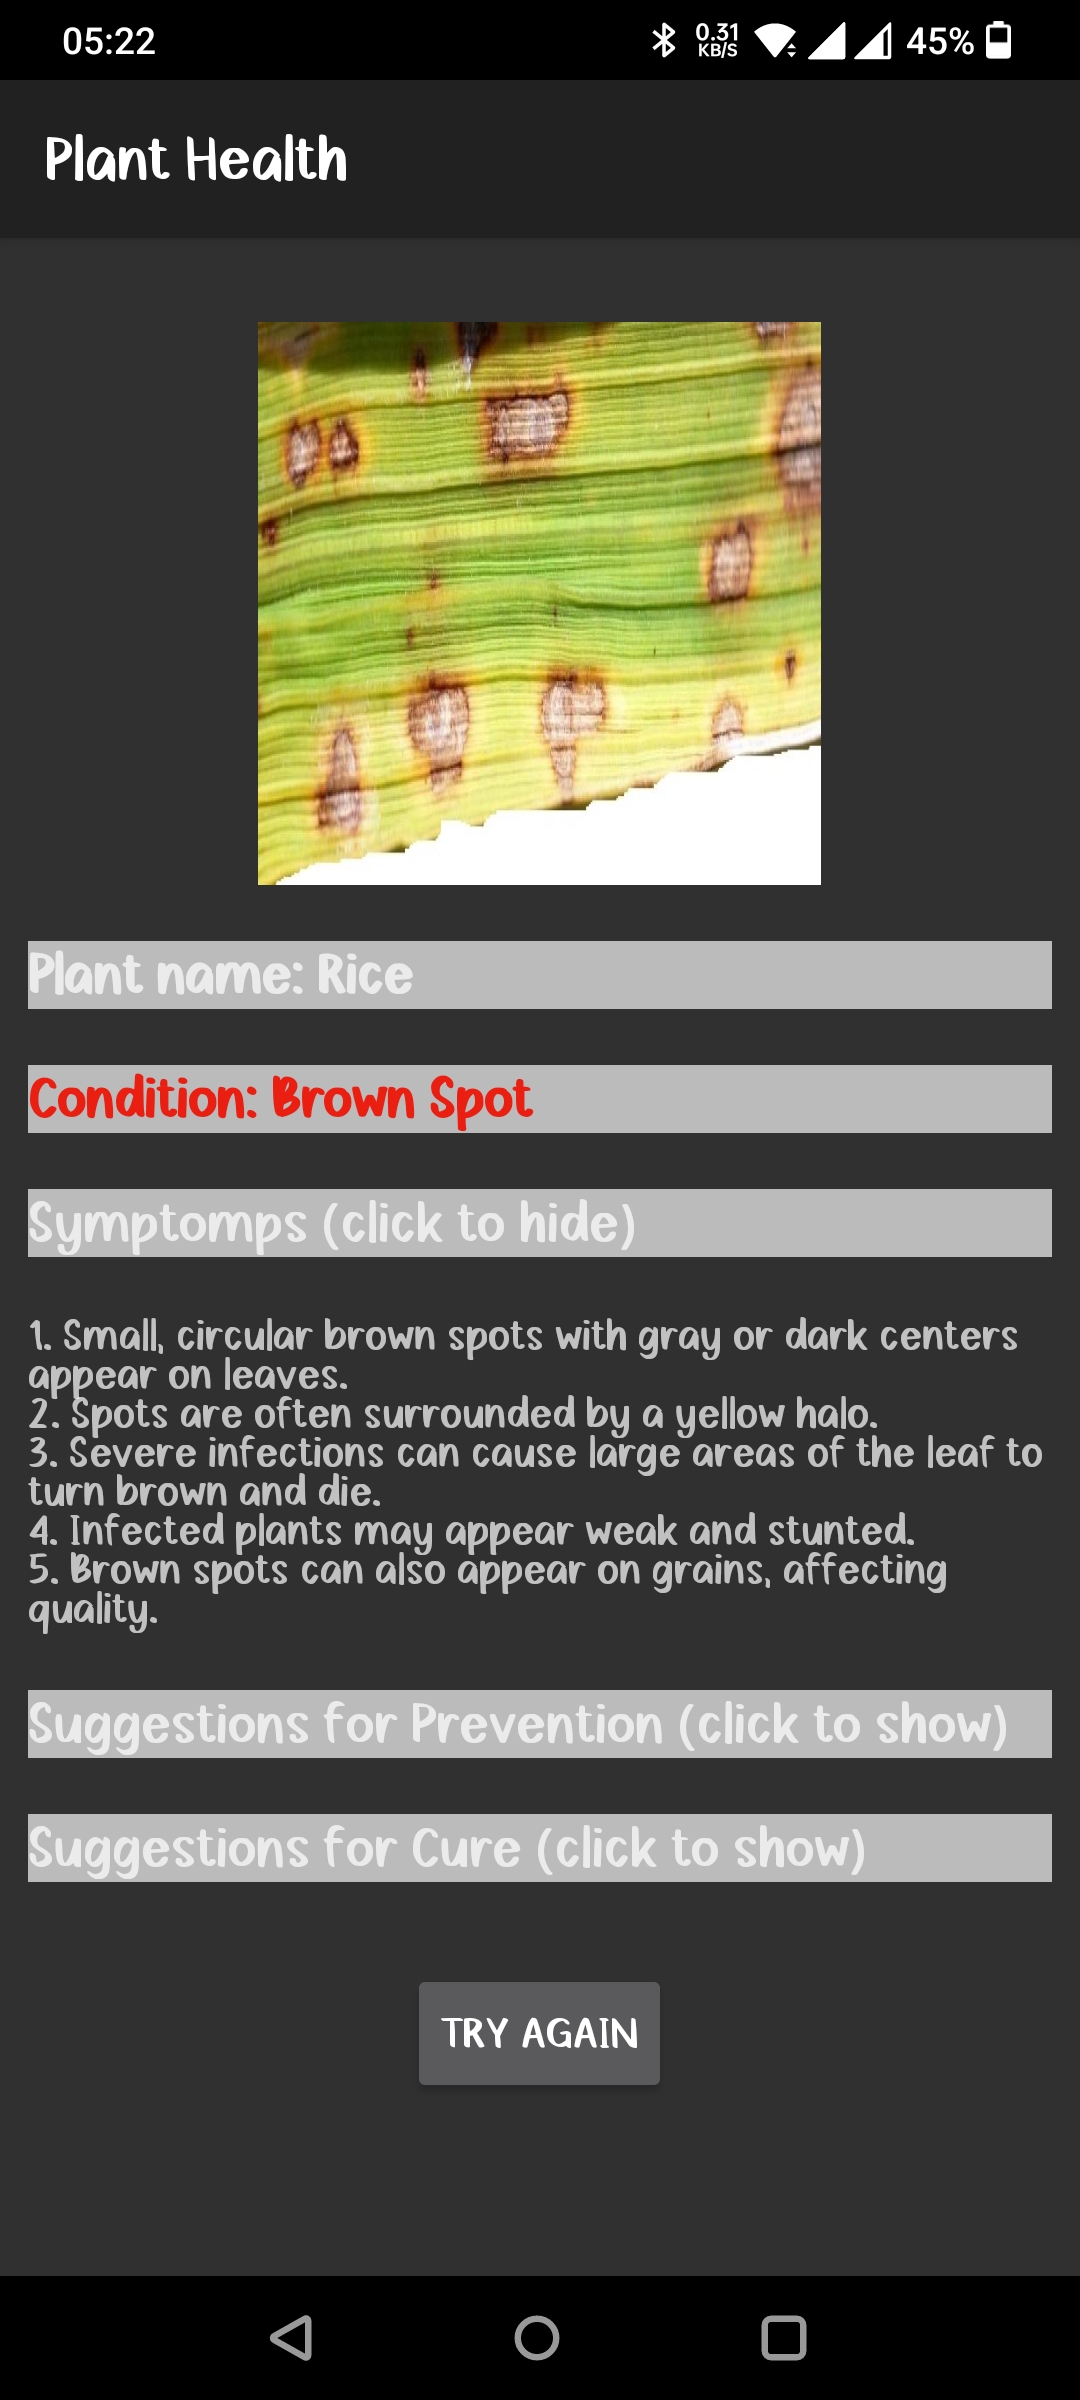 05:22
0.31
KB/S
45%
Plant Health
Plant name: Rice
Condition: Brown Spot
Symptomps (click to hide)
1. Small, circular brown spots with gray or dark centers
appear on leaves.
2. Spots are often surrounded by a yellow halo.
3. Severe infections can cause large areas of the leaf to
turn brown and die.
4. Infected plants may appear weak and stunted.
5. Brown spots can also appear on grains, affecting
quality.
Suggestions for Prevention (click to show)
Suggestions for Cure (click to show)
TRY AGAIN